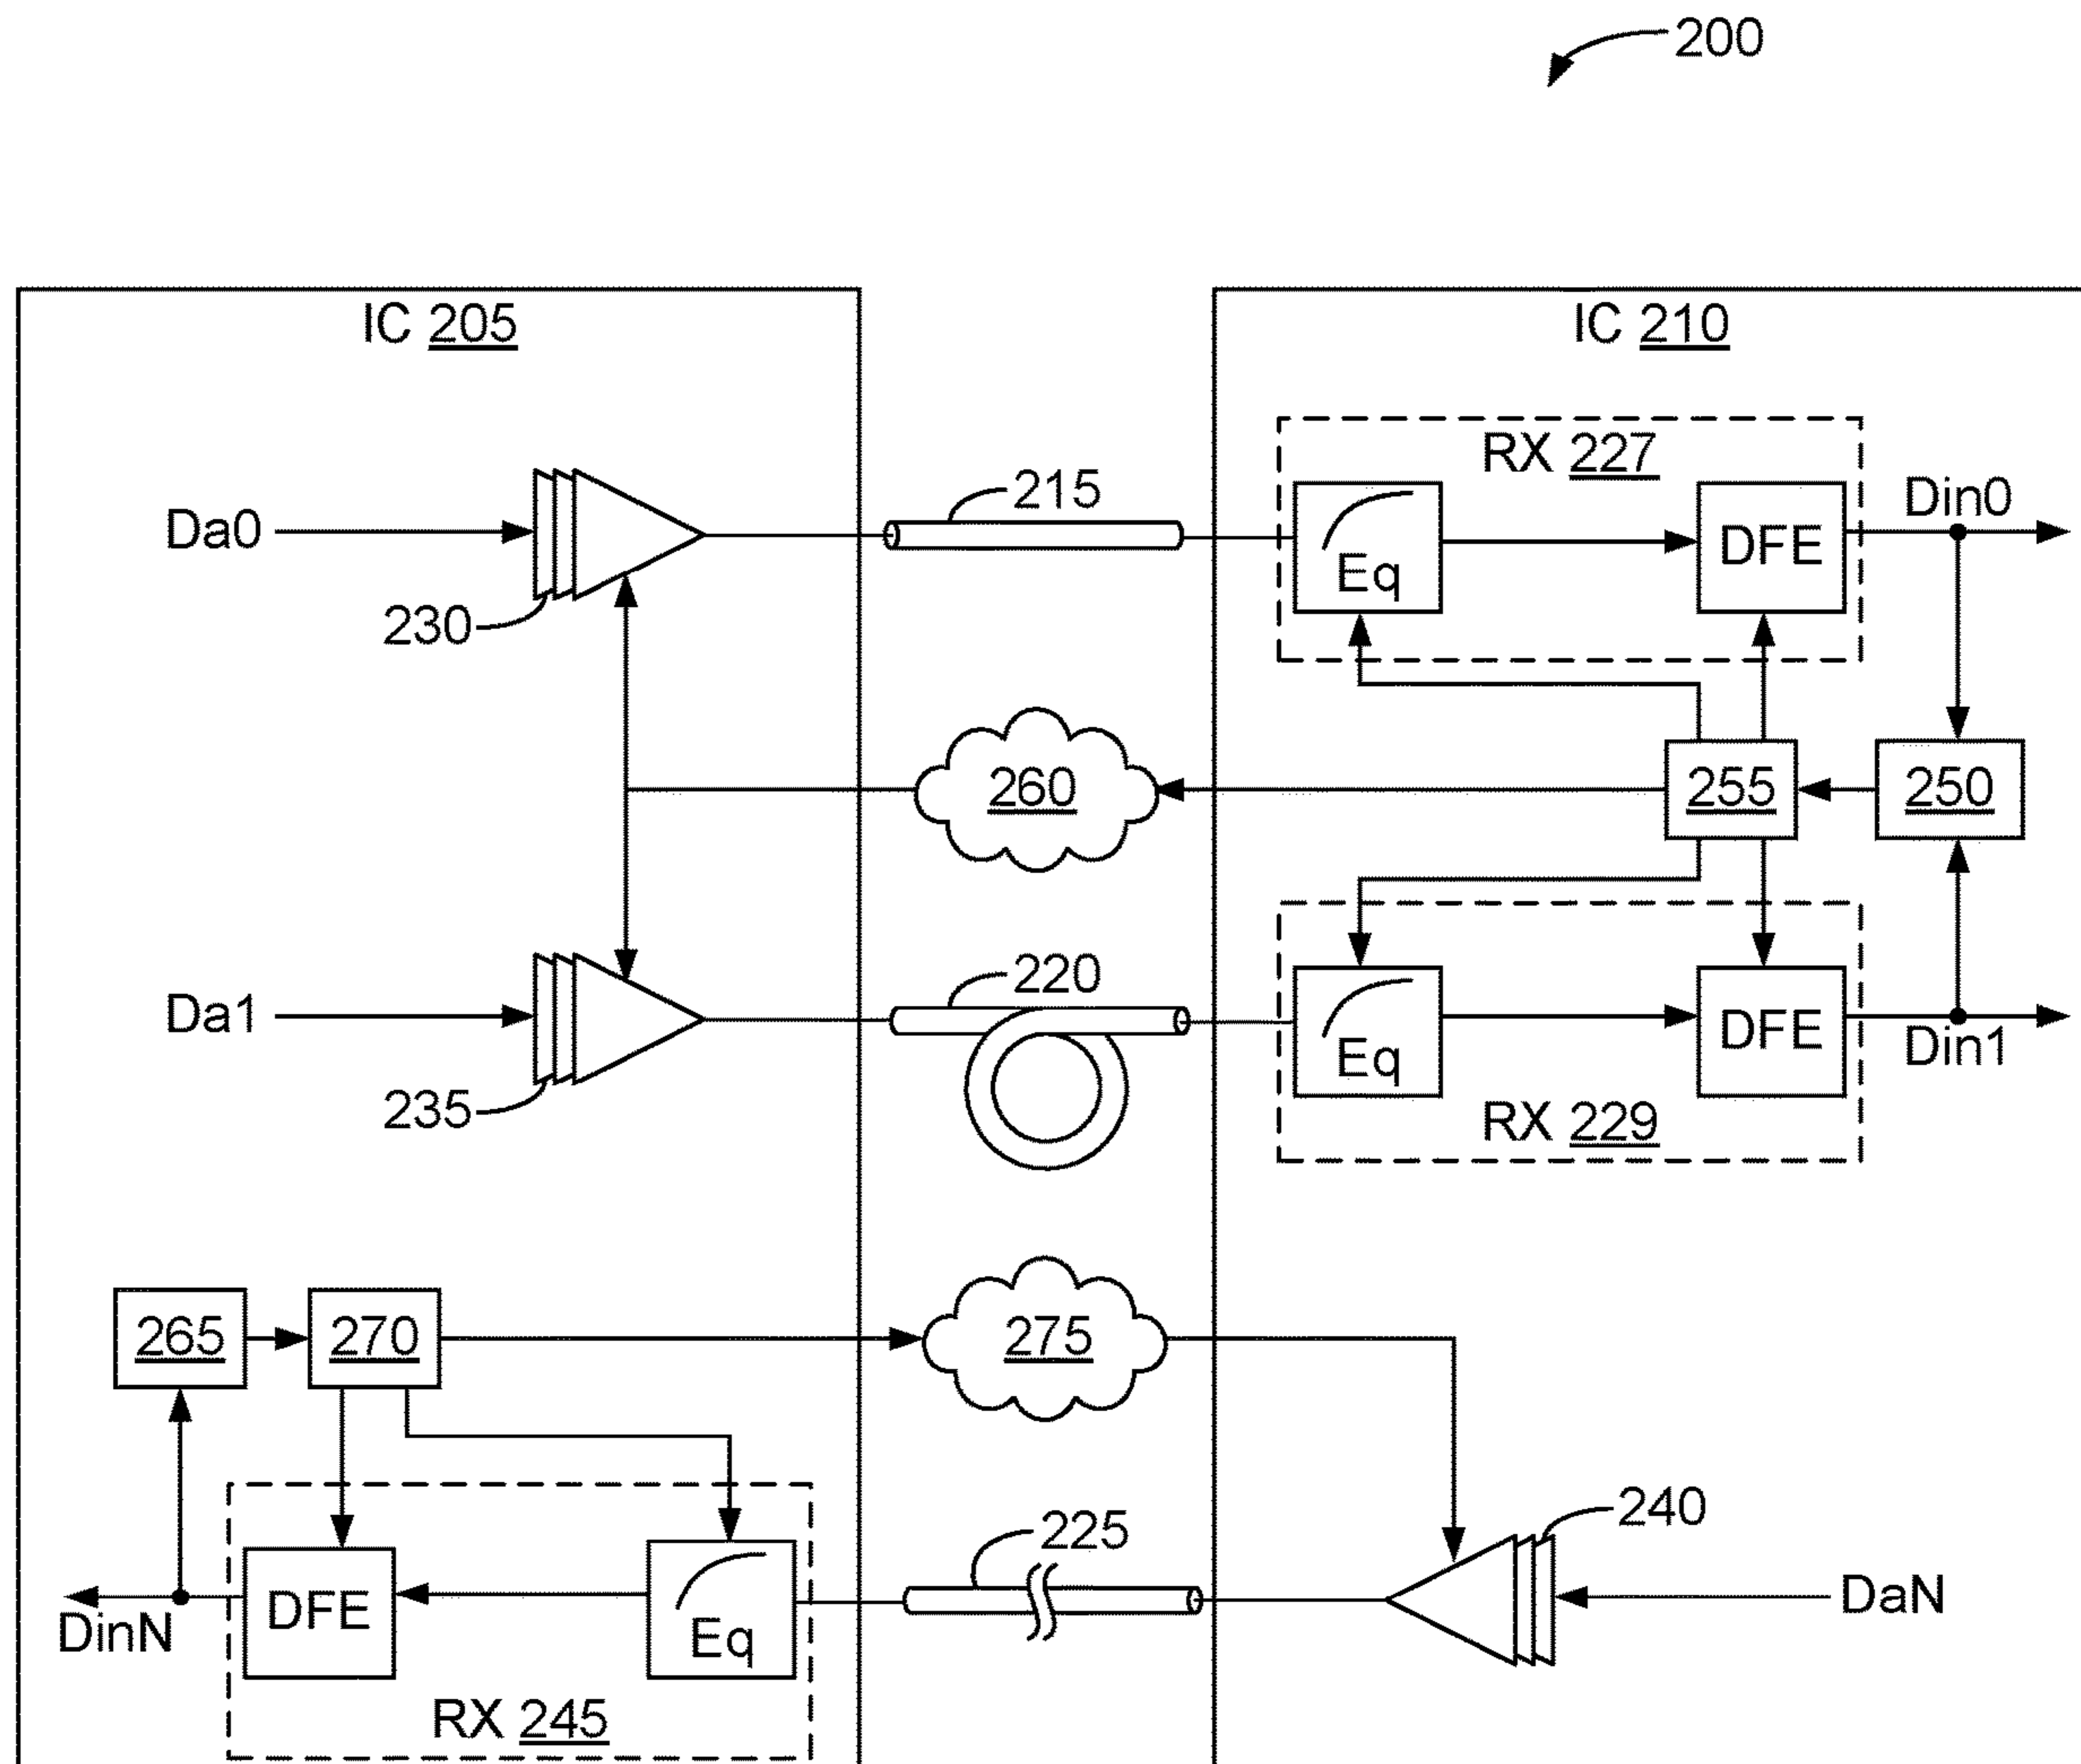 200
IC 205
IC 210
RX 227
215
Din0
Da0
DFE
Eq
230
260
255
250
220
Da1
DFE
Din1
Eq
235
RX 229
265
270
275
240
225
DaN
DinN
DFE
Eq
RX 245